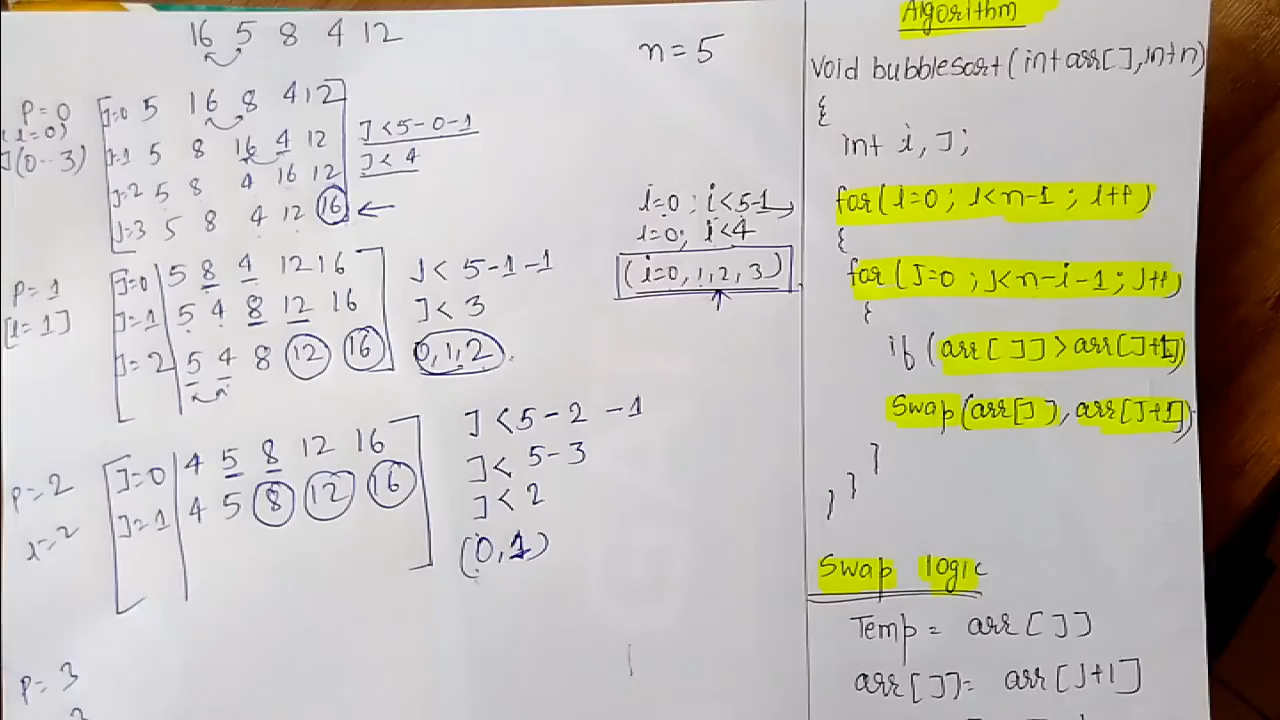 16 5 8 4 12
n=5
P=0
(i=0)
J(0--3)
J=0 5 16 8 4 12
J=1 5 8 16 4 12
J=2 5 8 4 16 12
J=3 5 8 4 12 16 ←
J<5-0-1
J<4
i=0; i<5-1
i=0; i<4
(i=0, 1, 2, 3)
P=1
[i=1]
J=0 5 8 4 12 16
J=1 5 4 8 12 16
J=2 5 4 8 12 16
J<5-1-1
J<3
0,1,2
P=2
i=2
J=0 4 5 8 12 16
J=1 4 5 8 12 16
J<5-2-1
J<5-3
J<2
(0,1)
P=3
Algorithm
void bubblesort(int arr[], int n)
{
int i, J;
for(i=0; i<n-1; i++)
{
for(J=0; J<n-i-1; J++)
{
if (arr[J]>arr[J+1])
Swap(arr[J], arr[J+1])
}
}
}
Swap logic
Temp= arr[J]
arr[J]= arr[J+1]